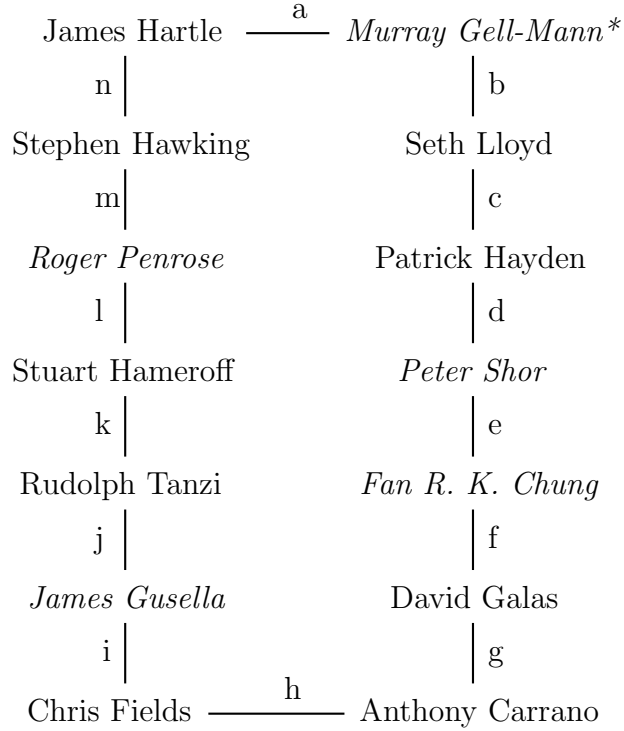 a
James Hartle Murray Gell-Mann*
n b
Stephen Hawking Seth Lloyd
m c
Roger Penrose Patrick Hayden
l d
Stuart Hameroff Peter Shor
k e
Rudolph Tanzi Fan R. K. Chung
j f
James Gusella David Galas
i g
h
Chris Fields Anthony Carrano